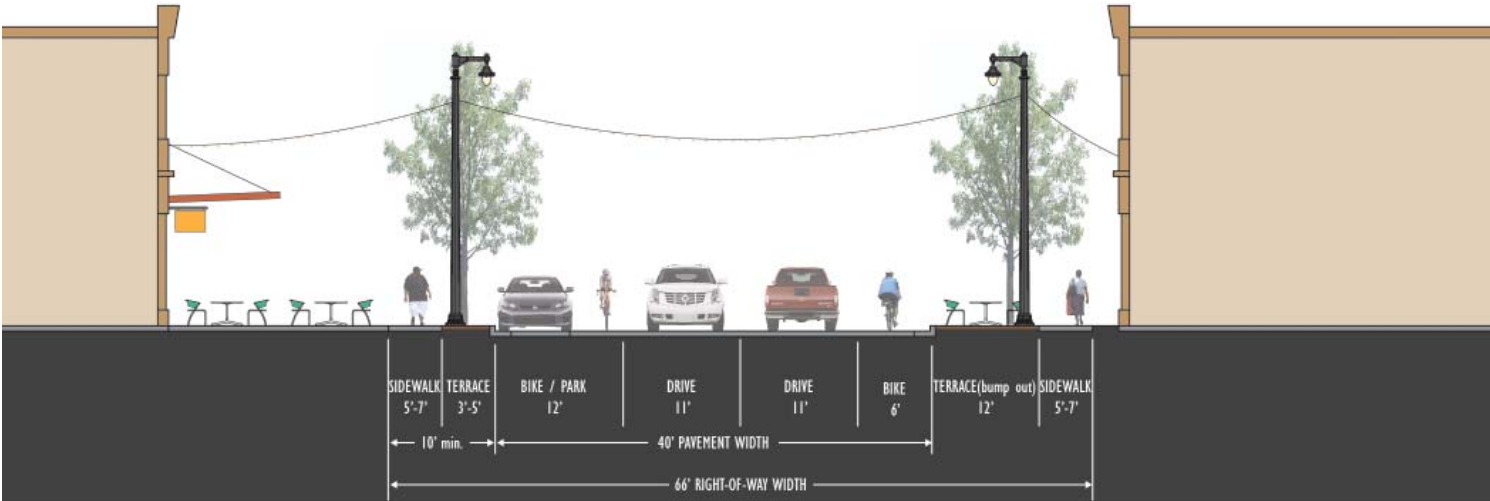 SIDEWALK
5'-7'
TERRACE
3'-5'
BIKE / PARK
12'
DRIVE
11'
DRIVE
11'
BIKE
6'
TERRACE(bump out)
12'
SIDEWALK
5'-7'
10' min.
40' PAVEMENT WIDTH
66' RIGHT-OF-WAY WIDTH